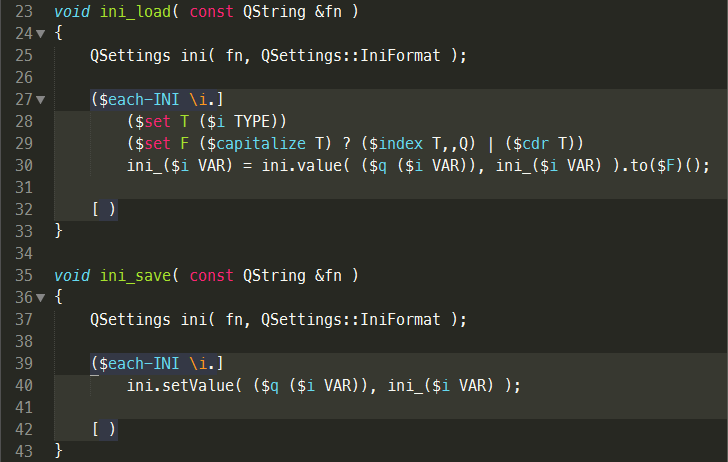 23 void ini_load( const QString &fn )
24 {
25     QSettings ini( fn, QSettings::IniFormat );
26
27     ($each-INI \i.]
28         ($set T ($i TYPE))
29         ($set F ($capitalize T) ? ($index T,,Q) | ($cdr T))
30         ini_($i VAR) = ini.value( ($q ($i VAR)), ini_($i VAR) ).to($F)();
31
32     [ )
33 }
34
35 void ini_save( const QString &fn )
36 {
37     QSettings ini( fn, QSettings::IniFormat );
38
39     ($each-INI \i.]
40         ini.setValue( ($q ($i VAR)), ini_($i VAR) );
41
42     [ )
43 }